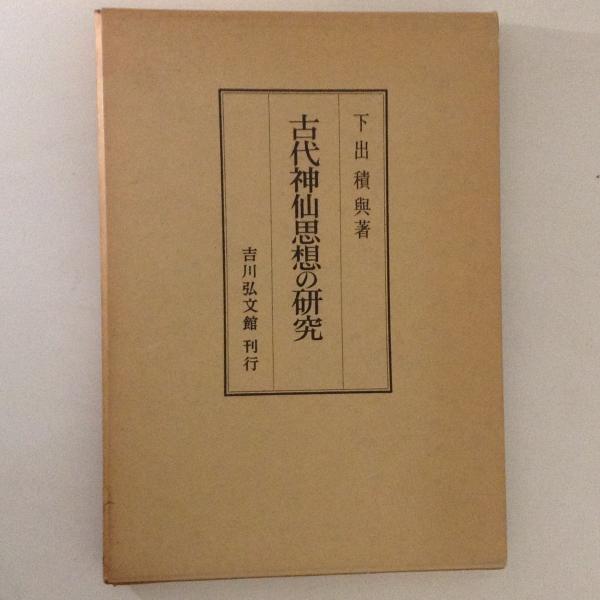 下出積與著
古代神仙思想の研究
吉川弘文館 刊行